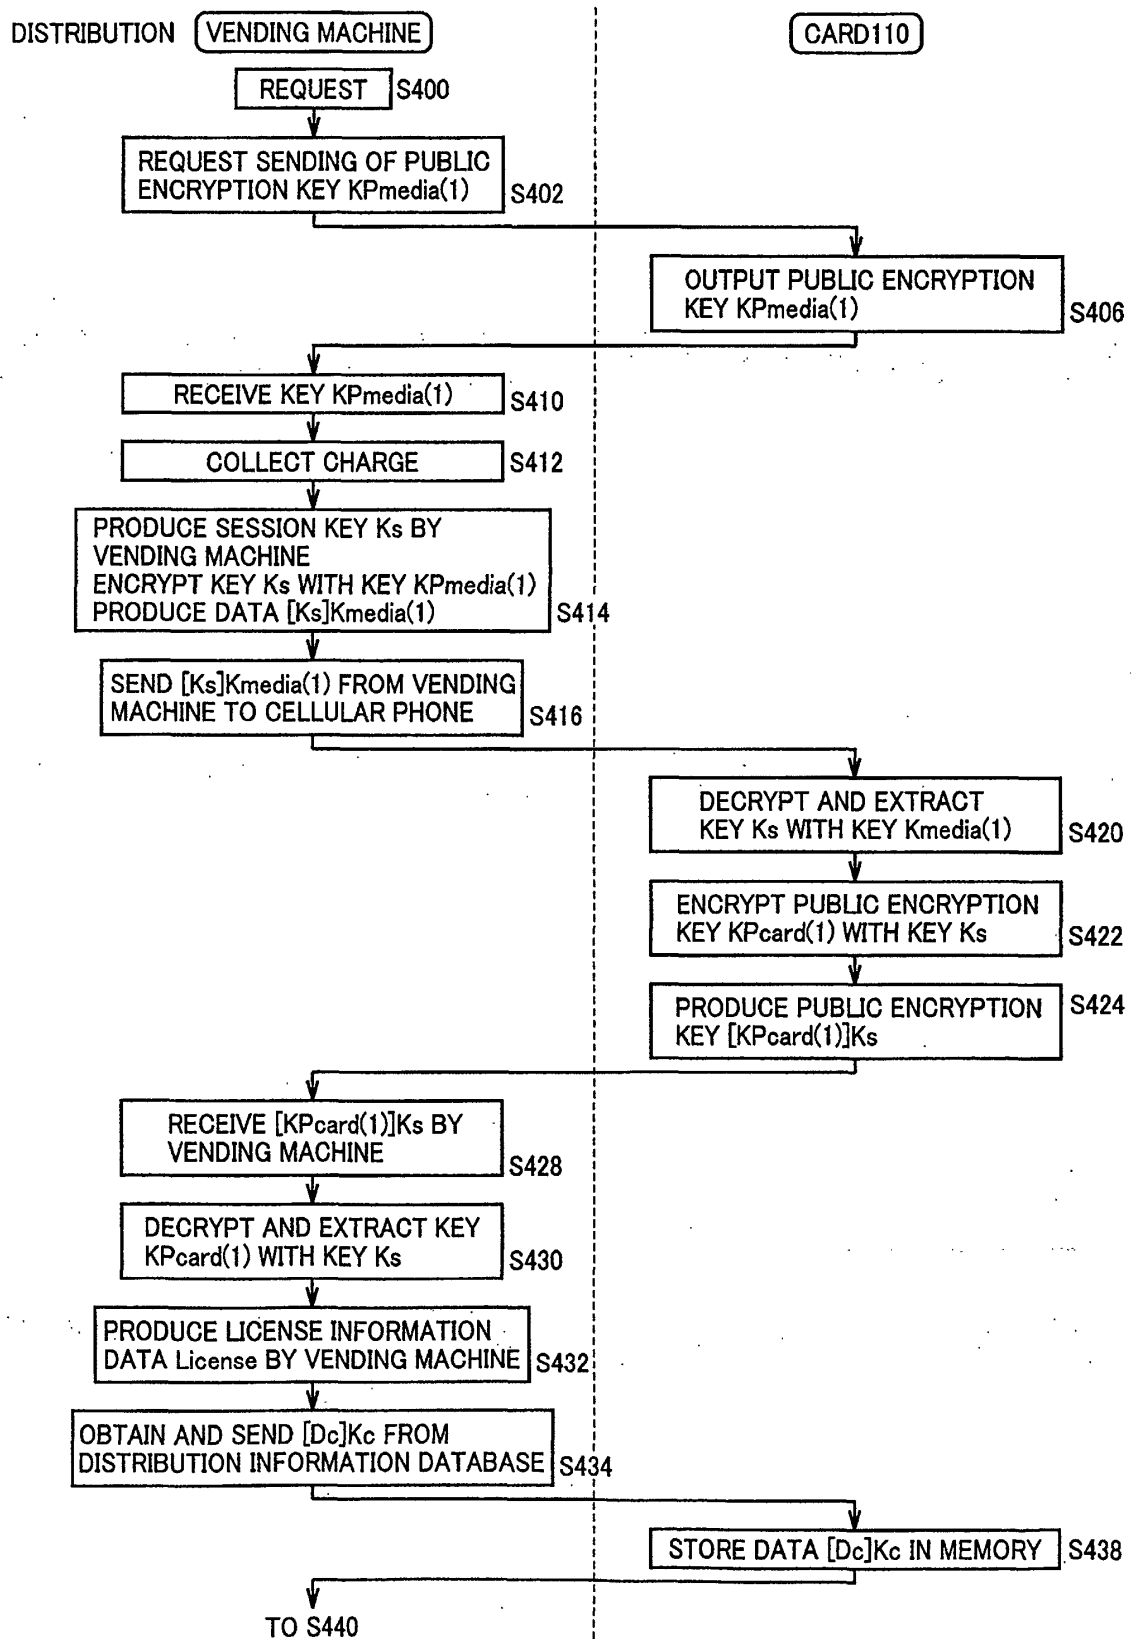 DISTRIBUTION VENDING MACHINE CARD110
REQUEST S400
REQUEST SENDING OF PUBLIC
ENCRYPTION KEY KPmedia(1) S402
OUTPUT PUBLIC ENCRYPTION
KEY KPmedia(1) S406
RECEIVE KEY KPmedia(1) S410
COLLECT CHARGE S412
PRODUCE SESSION KEY Ks BY
VENDING MACHINE
ENCRYPT KEY Ks WITH KEY KPmedia(1)
PRODUCE DATA [Ks]Kmedia(1) S414
SEND [Ks]Kmedia(1) FROM VENDING
MACHINE TO CELLULAR PHONE S416
DECRYPT AND EXTRACT
KEY Ks WITH KEY Kmedia(1) S420
ENCRYPT PUBLIC ENCRYPTION
KEY KPcard(1) WITH KEY Ks S422
PRODUCE PUBLIC ENCRYPTION S424
KEY [KPcard(1)]Ks
RECEIVE [KPcard(1)]Ks BY
VENDING MACHINE S428
DECRYPT AND EXTRACT KEY
KPcard(1) WITH KEY Ks S430
PRODUCE LICENSE INFORMATION
DATA License BY VENDING MACHINE S432
OBTAIN AND SEND [Dc]Kc FROM
DISTRIBUTION INFORMATION DATABASE S434
STORE DATA [Dc]Kc IN MEMORY S438
TO S440